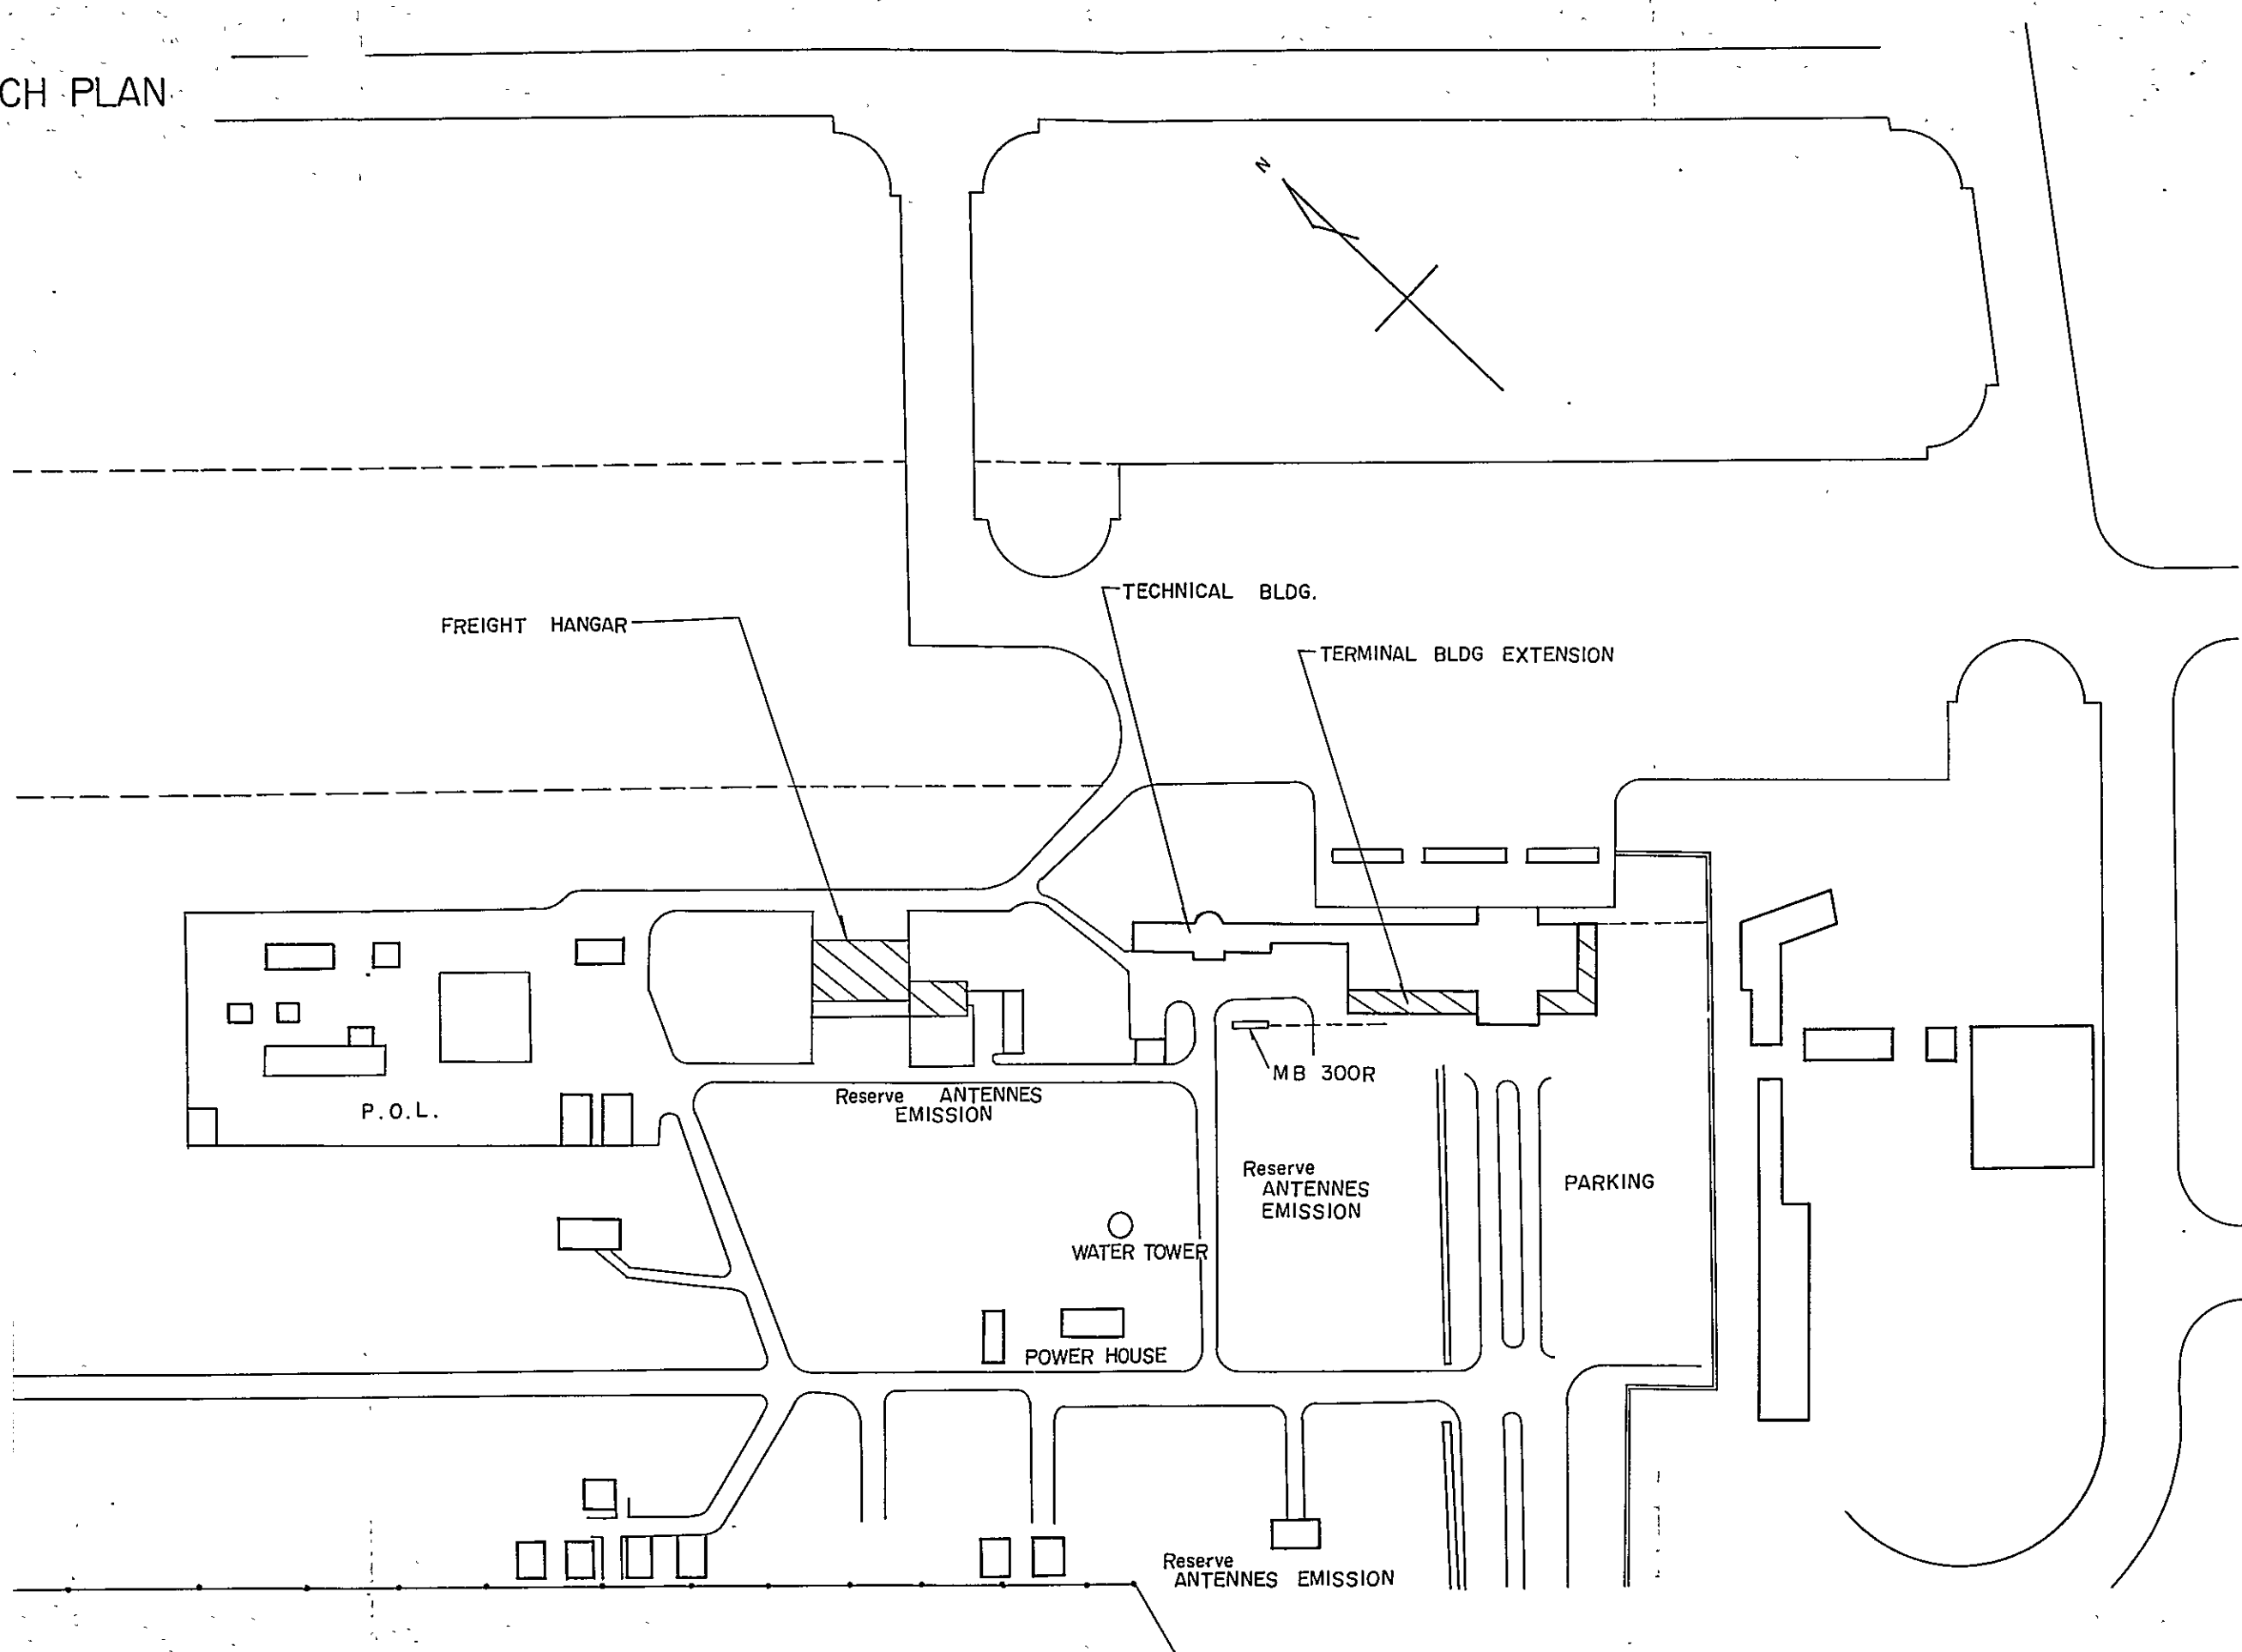 CH PLAN
N
TECHNICAL BLDG.
FREIGHT HANGAR
TERMINAL BLDG EXTENSION
MB 300R
Reserve ANTENNES
EMISSION
P.O.L.
Reserve
ANTENNES
EMISSION
PARKING
WATER TOWER
POWER HOUSE
Reserve
ANTENNES EMISSION